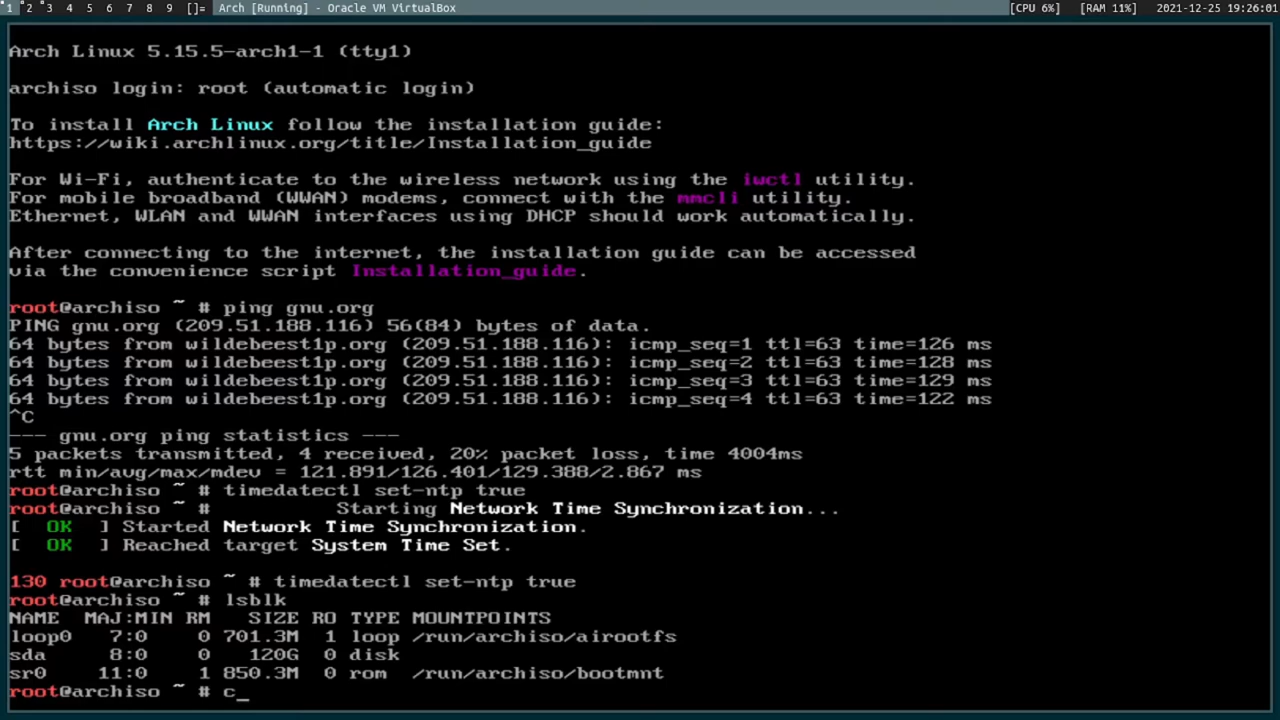 1 2 3 4 5 6 7 8 9 []= Arch [Running] - Oracle VM VirtualBox [CPU 6%] [RAM 11%] 2021-12-25 19:26:01
Arch Linux 5.15.5-arch1-1 (tty1)
archiso login: root (automatic login)
To install Arch Linux follow the installation guide:
https://wiki.archlinux.org/title/Installation_guide
For Wi-Fi, authenticate to the wireless network using the iwctl utility.
For mobile broadband (WWAN) modems, connect with the mmcli utility.
Ethernet, WLAN and WWAN interfaces using DHCP should work automatically.
After connecting to the internet, the installation guide can be accessed
via the convenience script Installation_guide.
root@archiso ~ # ping gnu.org
PING gnu.org (209.51.188.116) 56(84) bytes of data.
64 bytes from wildebeest1p.org (209.51.188.116): icmp_seq=1 ttl=63 time=126 ms
64 bytes from wildebeest1p.org (209.51.188.116): icmp_seq=2 ttl=63 time=128 ms
64 bytes from wildebeest1p.org (209.51.188.116): icmp_seq=3 ttl=63 time=129 ms
64 bytes from wildebeest1p.org (209.51.188.116): icmp_seq=4 ttl=63 time=122 ms
^C
--- gnu.org ping statistics ---
5 packets transmitted, 4 received, 20% packet loss, time 4004ms
rtt min/avg/max/mdev = 121.891/126.401/129.388/2.867 ms
root@archiso ~ # timedatectl set-ntp true
root@archiso ~ # Starting Network Time Synchronization...
[ OK ] Started Network Time Synchronization.
[ OK ] Reached target System Time Set.
130 root@archiso ~ # timedatectl set-ntp true
root@archiso ~ # lsblk
NAME MAJ:MIN RM SIZE RO TYPE MOUNTPOINTS
loop0 7:0 0 701.3M 1 loop /run/archiso/airootfs
sda 8:0 0 120G 0 disk
sr0 11:0 1 850.3M 0 rom /run/archiso/bootmnt
root@archiso ~ # c_